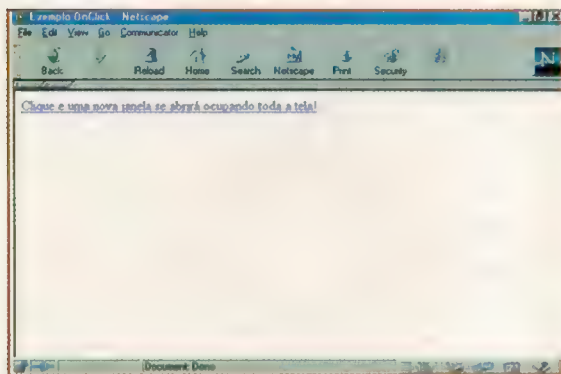 Exemplo OnClick - Netscape
File Edit View Go Communicator Help
Back Reload Home Search Netscape Print Security
N
Clique e uma nova janela se abrirá ocupando toda a tela!
Document: Done